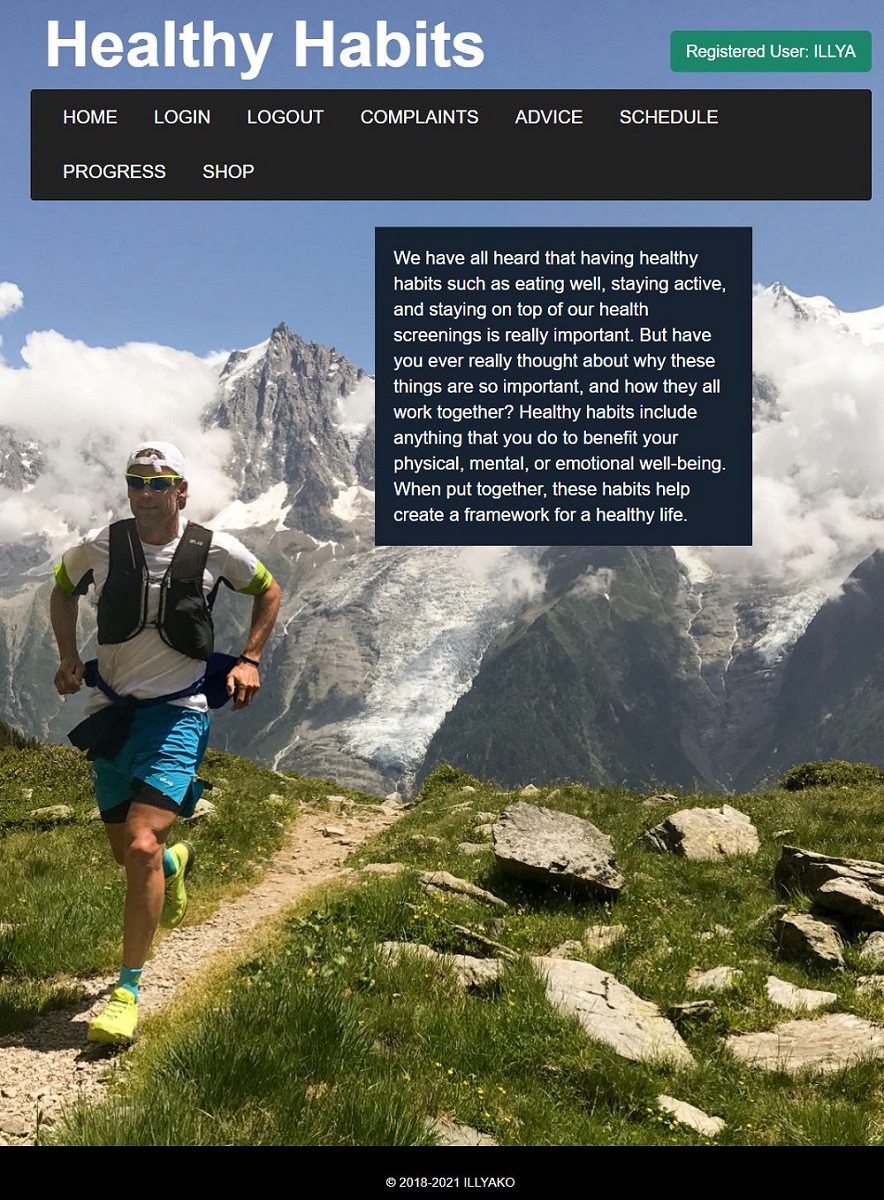 Healthy Habits
Registered User: ILLYA
HOME LOGIN LOGOUT COMPLAINTS ADVICE SCHEDULE
PROGRESS SHOP
We have all heard that having healthy
habits such as eating well, staying active,
and staying on top of our health
screenings is really important. But have
you ever really thought about why these
things are so important, and how they all
work together? Healthy habits include
anything that you do to benefit your
physical, mental, or emotional well-being.
When put together, these habits help
create a framework for a healthy life.
© 2018-2021 ILLYAKO